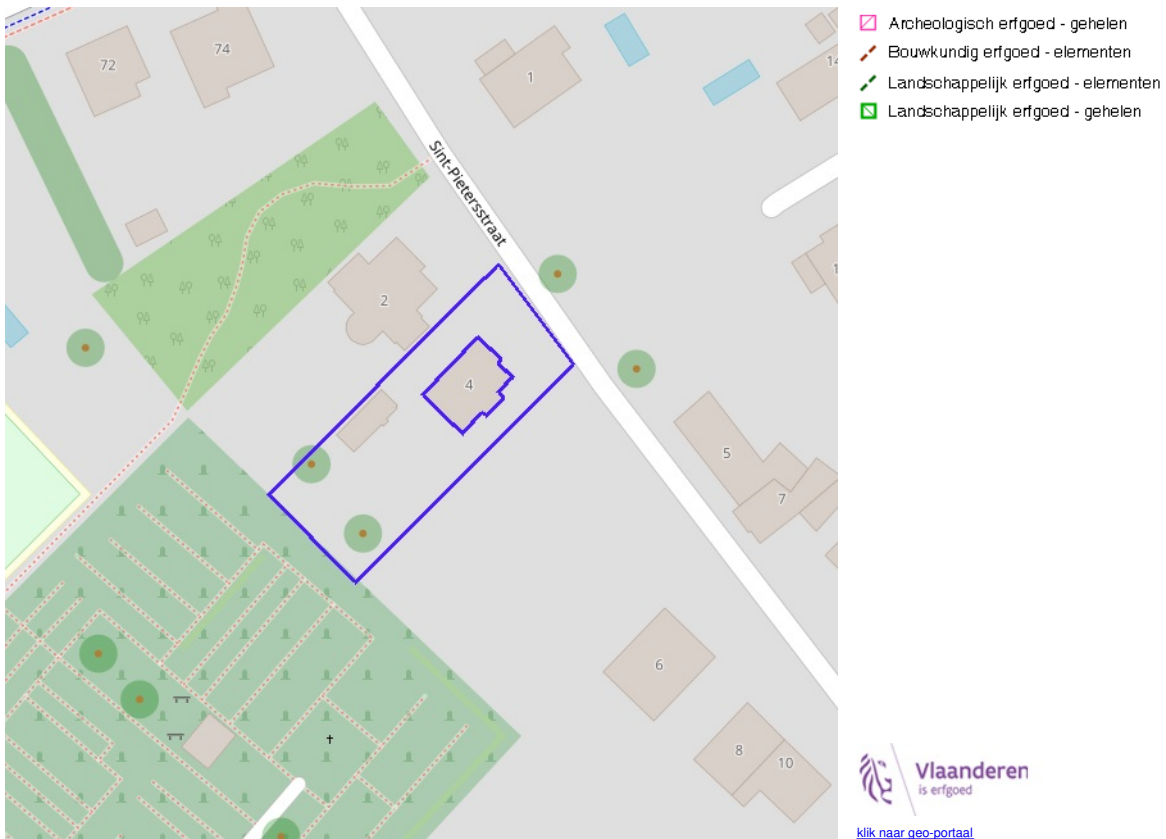 72
74
1
14
Sint-Pietersstraat
2
4
5
7
6
8
10
Archeologisch erfgoed - gehelen
Bouwkundig erfgoed - elementen
Landschappelijk erfgoed - elementen
Landschappelijk erfgoed - gehelen
Vlaanderen
is erfgoed
klik naar geo-portaal